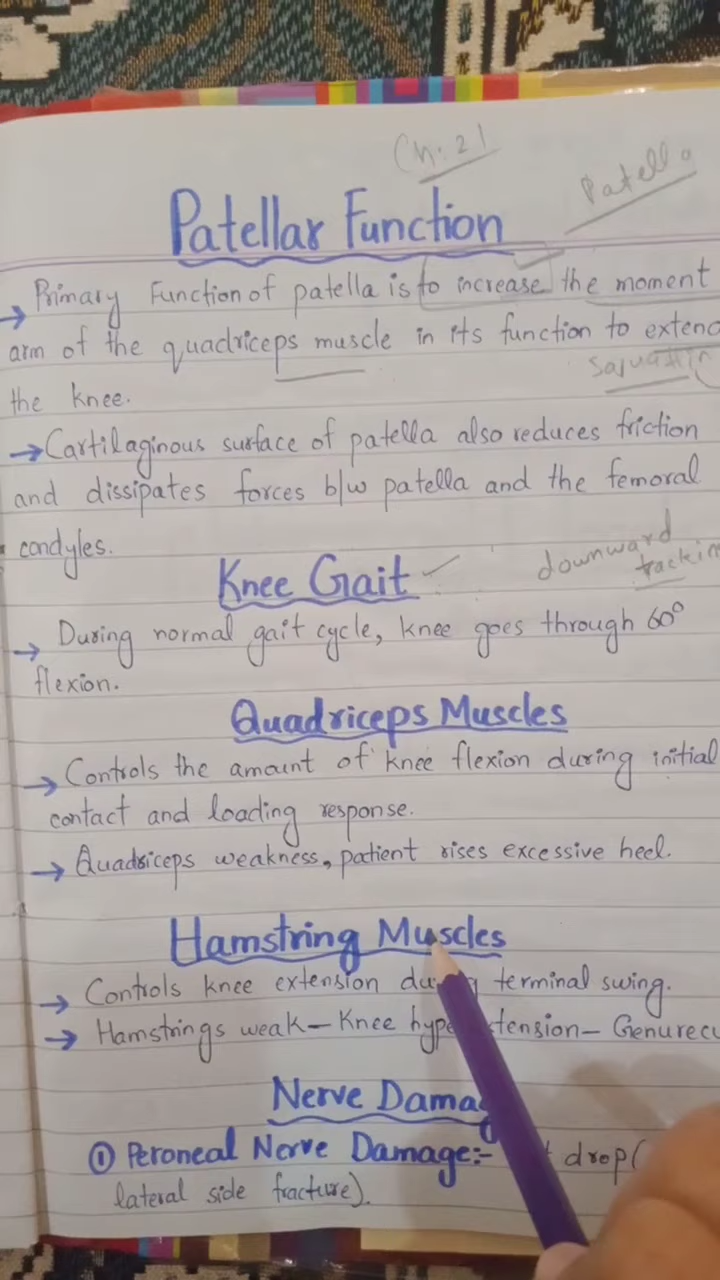 Ch. 21
Patella
Patellar Function
→ Primary Function of patella is to increase the moment
arm of the quadriceps muscle in its function to extend
the knee.
→ Cartilaginous surface of patella also reduces friction
and dissipates forces b/w patella and the femoral
condyles.
downward
Knee Gait
→ During normal gait cycle, knee goes through 60°
flexion.
Quadriceps Muscles
→ Controls the amount of knee flexion during initial
contact and loading response.
→ Quadriceps weakness, patient rises excessive heel.
Hamstring Muscles
→ Controls knee extension terminal swing.
→ Hamstrings weak – Knee – Genurecu
Nerve
① Peroneal Nerve Damage:- drop(
lateral side fracture).